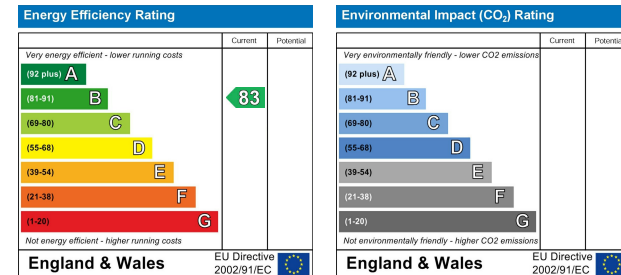 Energy Efficiency Rating
Current Potential
Very energy efficient - lower running costs
(92 plus) A
(81-91) B
83
(69-80) C
(55-68) D
(39-54) E
(21-38) F
(1-20) G
Not energy efficient - higher running costs
England & Wales
EU Directive
2002/91/EC
Environmental Impact (CO₂) Rating
Current Potentia
Very environmentally friendly - lower CO2 emissions
(92 plus) A
(81-91) B
(69-80) C
(55-68) D
(39-54) E
(21-38) F
(1-20) G
Not environmentally friendly - higher CO2 emissions
England & Wales
EU Directive
2002/91/EC